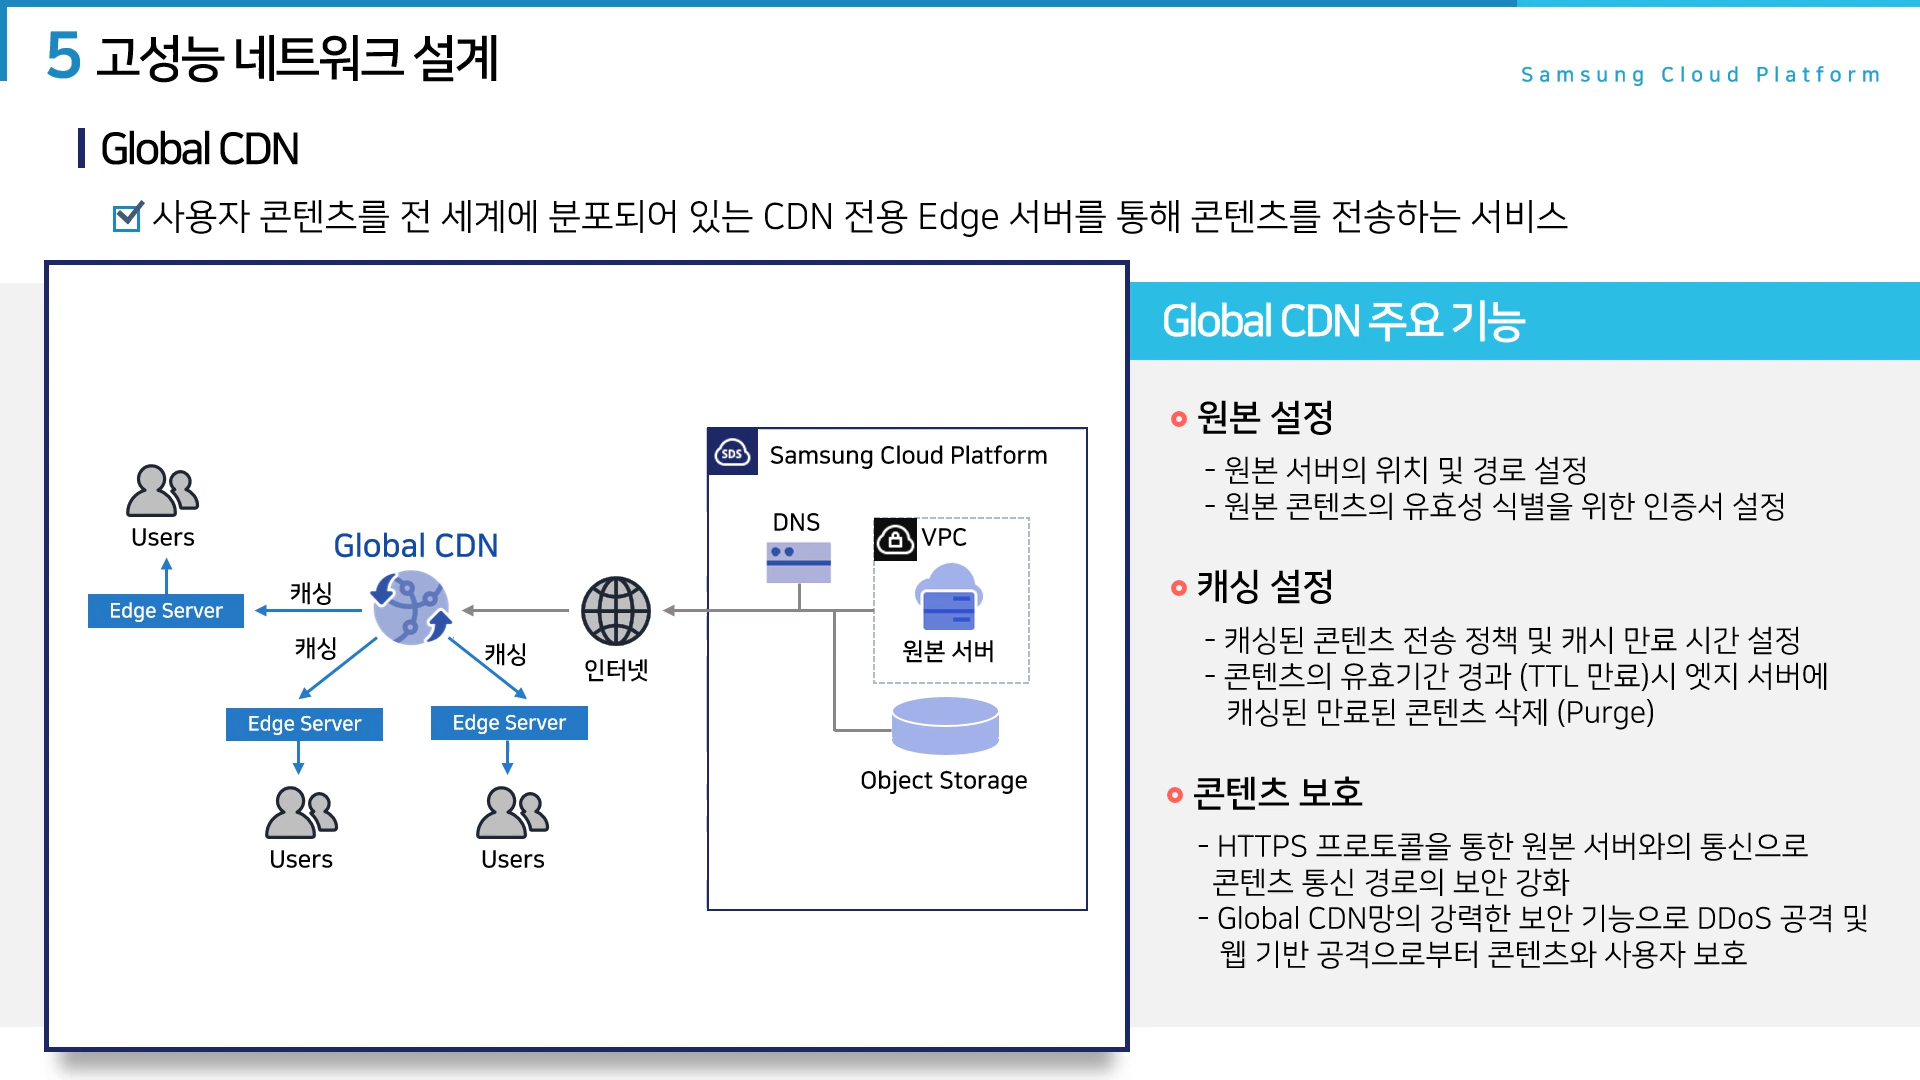 5 고성능 네트워크 설계
Samsung Cloud Platform
Global CDN
사용자 콘텐츠를 전 세계에 분포되어 있는 CDN 전용 Edge 서버를 통해 콘텐츠를 전송하는 서비스
Users
Edge Server
캐싱
Global CDN
캐싱
캐싱
Edge Server
Edge Server
Users
Users
인터넷
SDS
Samsung Cloud Platform
DNS
VPC
원본 서버
Object Storage
Global CDN 주요 기능
원본 설정
- 원본 서버의 위치 및 경로 설정
- 원본 콘텐츠의 유효성 식별을 위한 인증서 설정
캐싱 설정
- 캐싱된 콘텐츠 전송 정책 및 캐시 만료 시간 설정
- 콘텐츠의 유효기간 경과 (TTL 만료)시 엣지 서버에
캐싱된 만료된 콘텐츠 삭제 (Purge)
콘텐츠 보호
- HTTPS 프로토콜을 통한 원본 서버와의 통신으로
콘텐츠 통신 경로의 보안 강화
- Global CDN망의 강력한 보안 기능으로 DDoS 공격 및
웹 기반 공격으로부터 콘텐츠와 사용자 보호